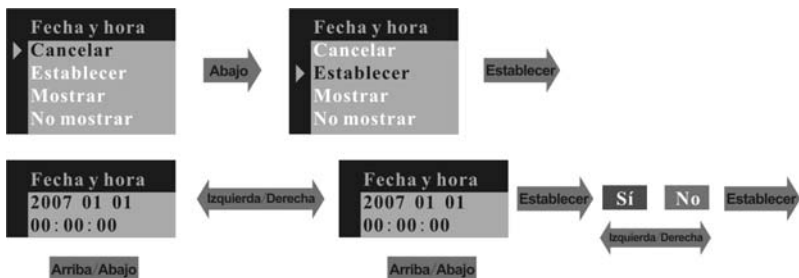 Fecha y hora
Cancelar
Establecer
Mostrar
No mostrar
Abajo
Fecha y hora
Cancelar
Establecer
Mostrar
No mostrar
Establecer
Fecha y hora
2007 01 01
00:00:00
Arriba/Abajo
Izquierda/Derecha
Fecha y hora
2007 01 01
00:00:00
Arriba/Abajo
Establecer
Sí No
Izquierda/Derecha
Establecer